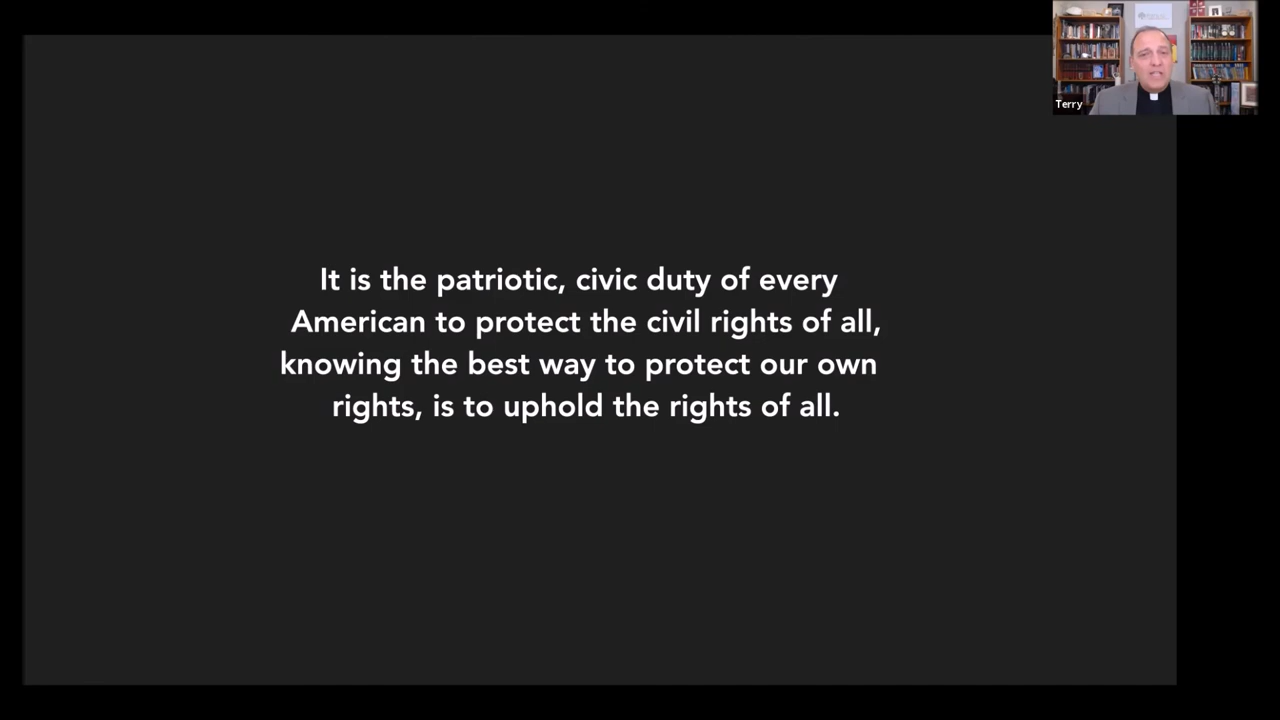 Terry
It is the patriotic, civic duty of every
American to protect the civil rights of all,
knowing the best way to protect our own
rights, is to uphold the rights of all.